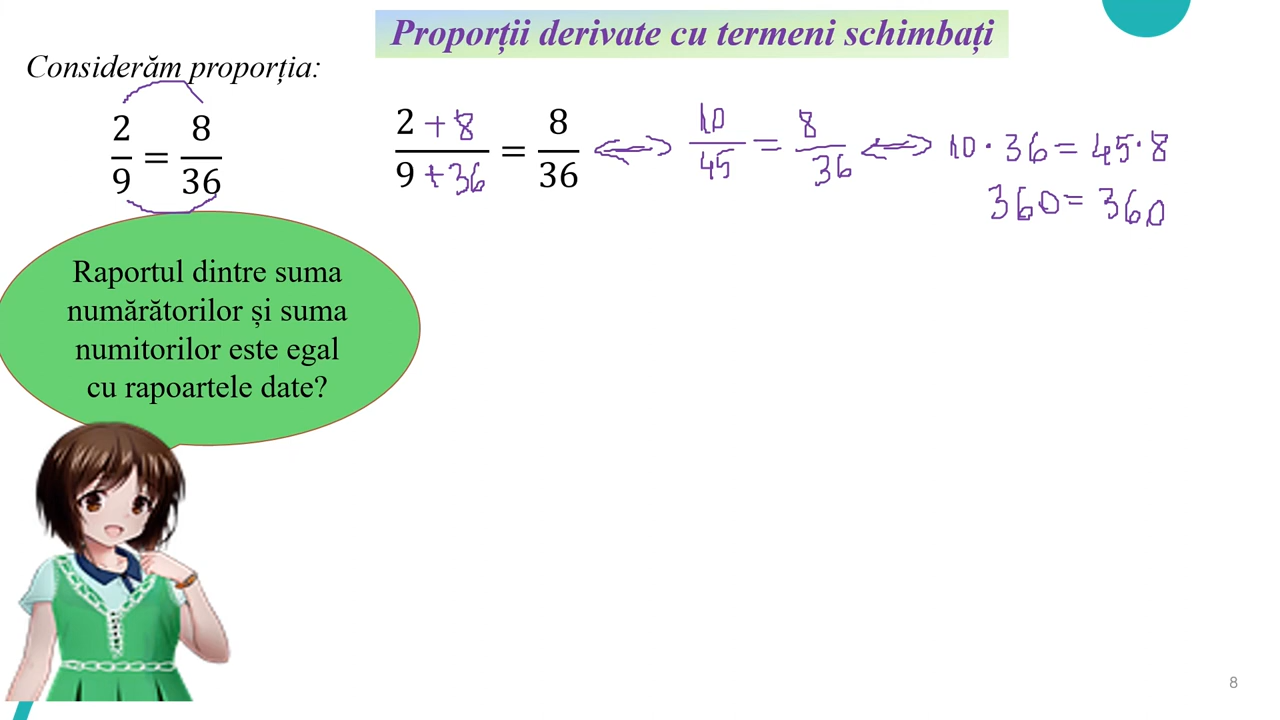 Proporții derivate cu termeni schimbați
Considerăm proporția:
2/9 = 8/36
(2 + 8)/(9 + 36) = 8/36 ⟺ 10/45 = 8/36 ⟺ 10 · 36 = 45 · 8
360 = 360
Raportul dintre suma
numărătorilor și suma
numitorilor este egal
cu rapoartele date?
8